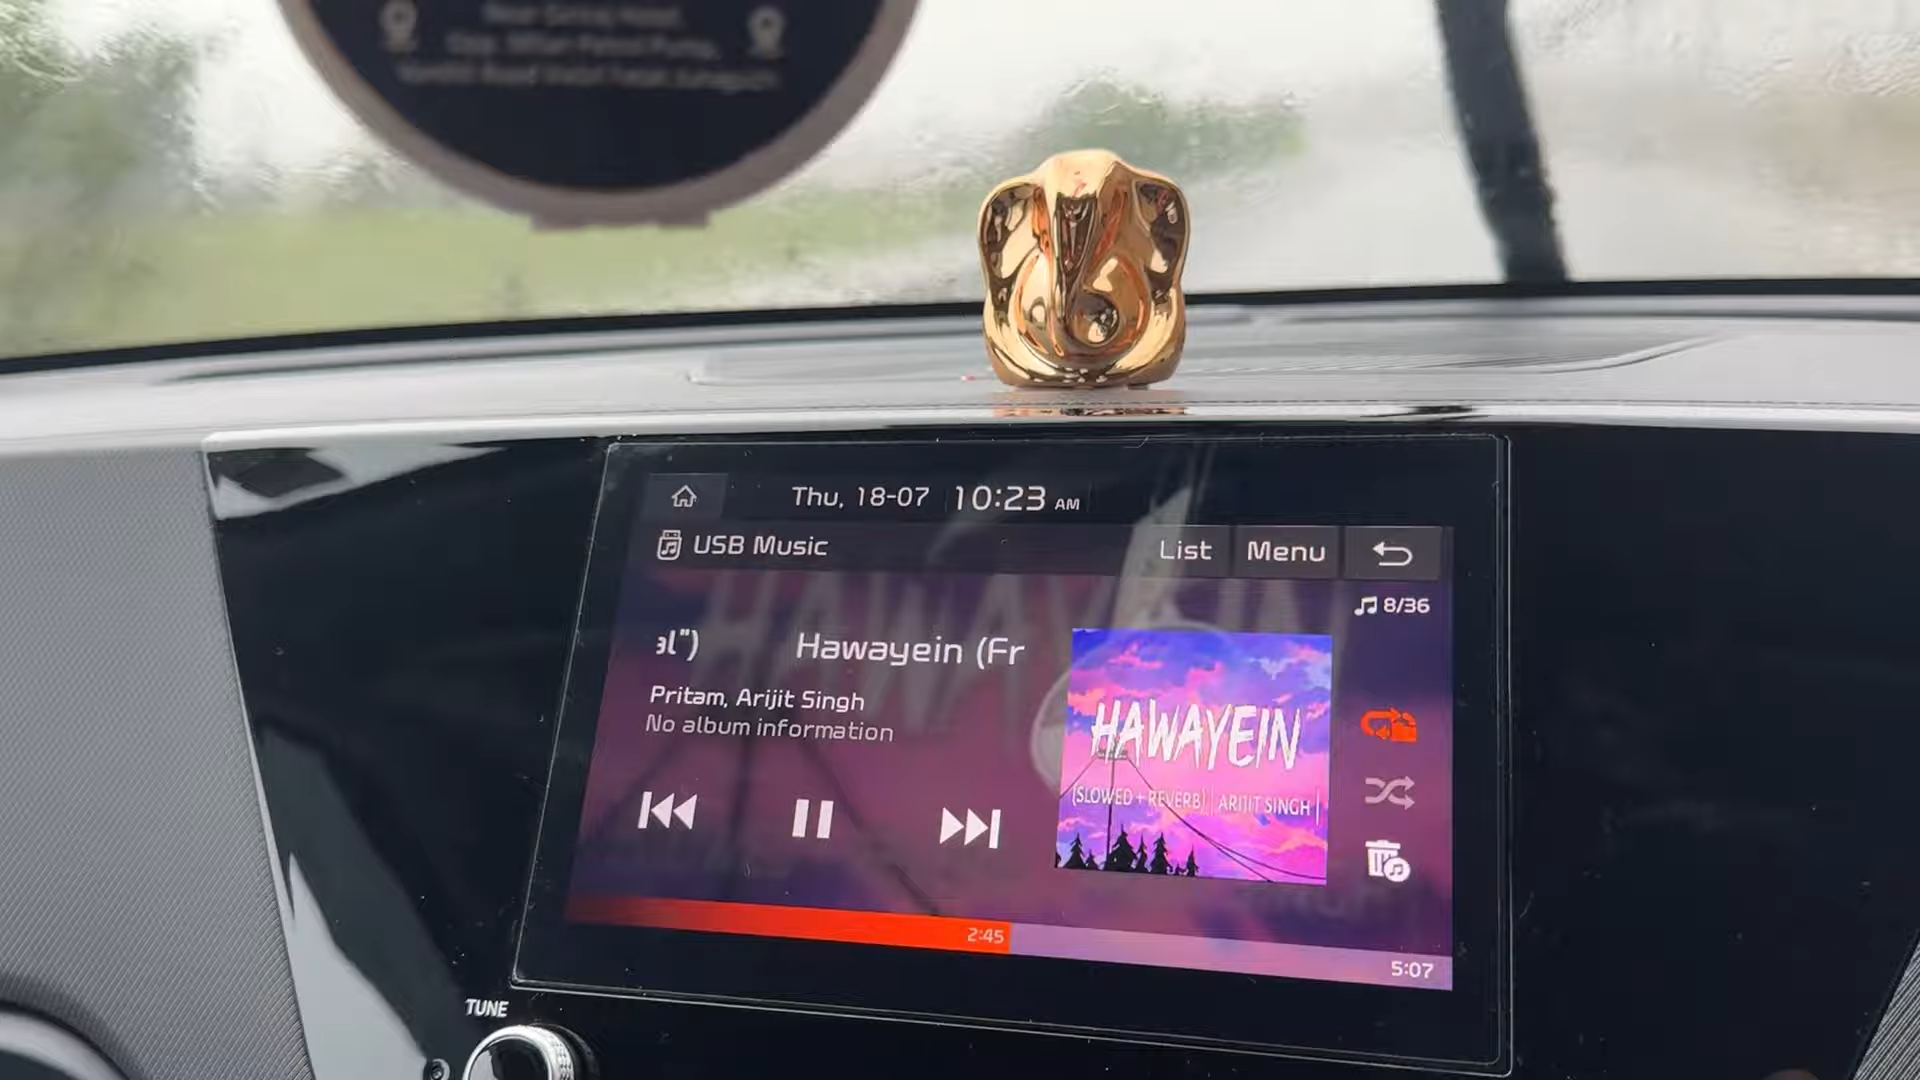 Thu, 18-07 10:23 AM
USB Music
List Menu
8/36
al") Hawayein (Fr
Pritam, Arijit Singh
No album information
HAWAYEIN
(SLOWED + REVERB) | ARIJIT SINGH |
2:45
5:07
TUNE